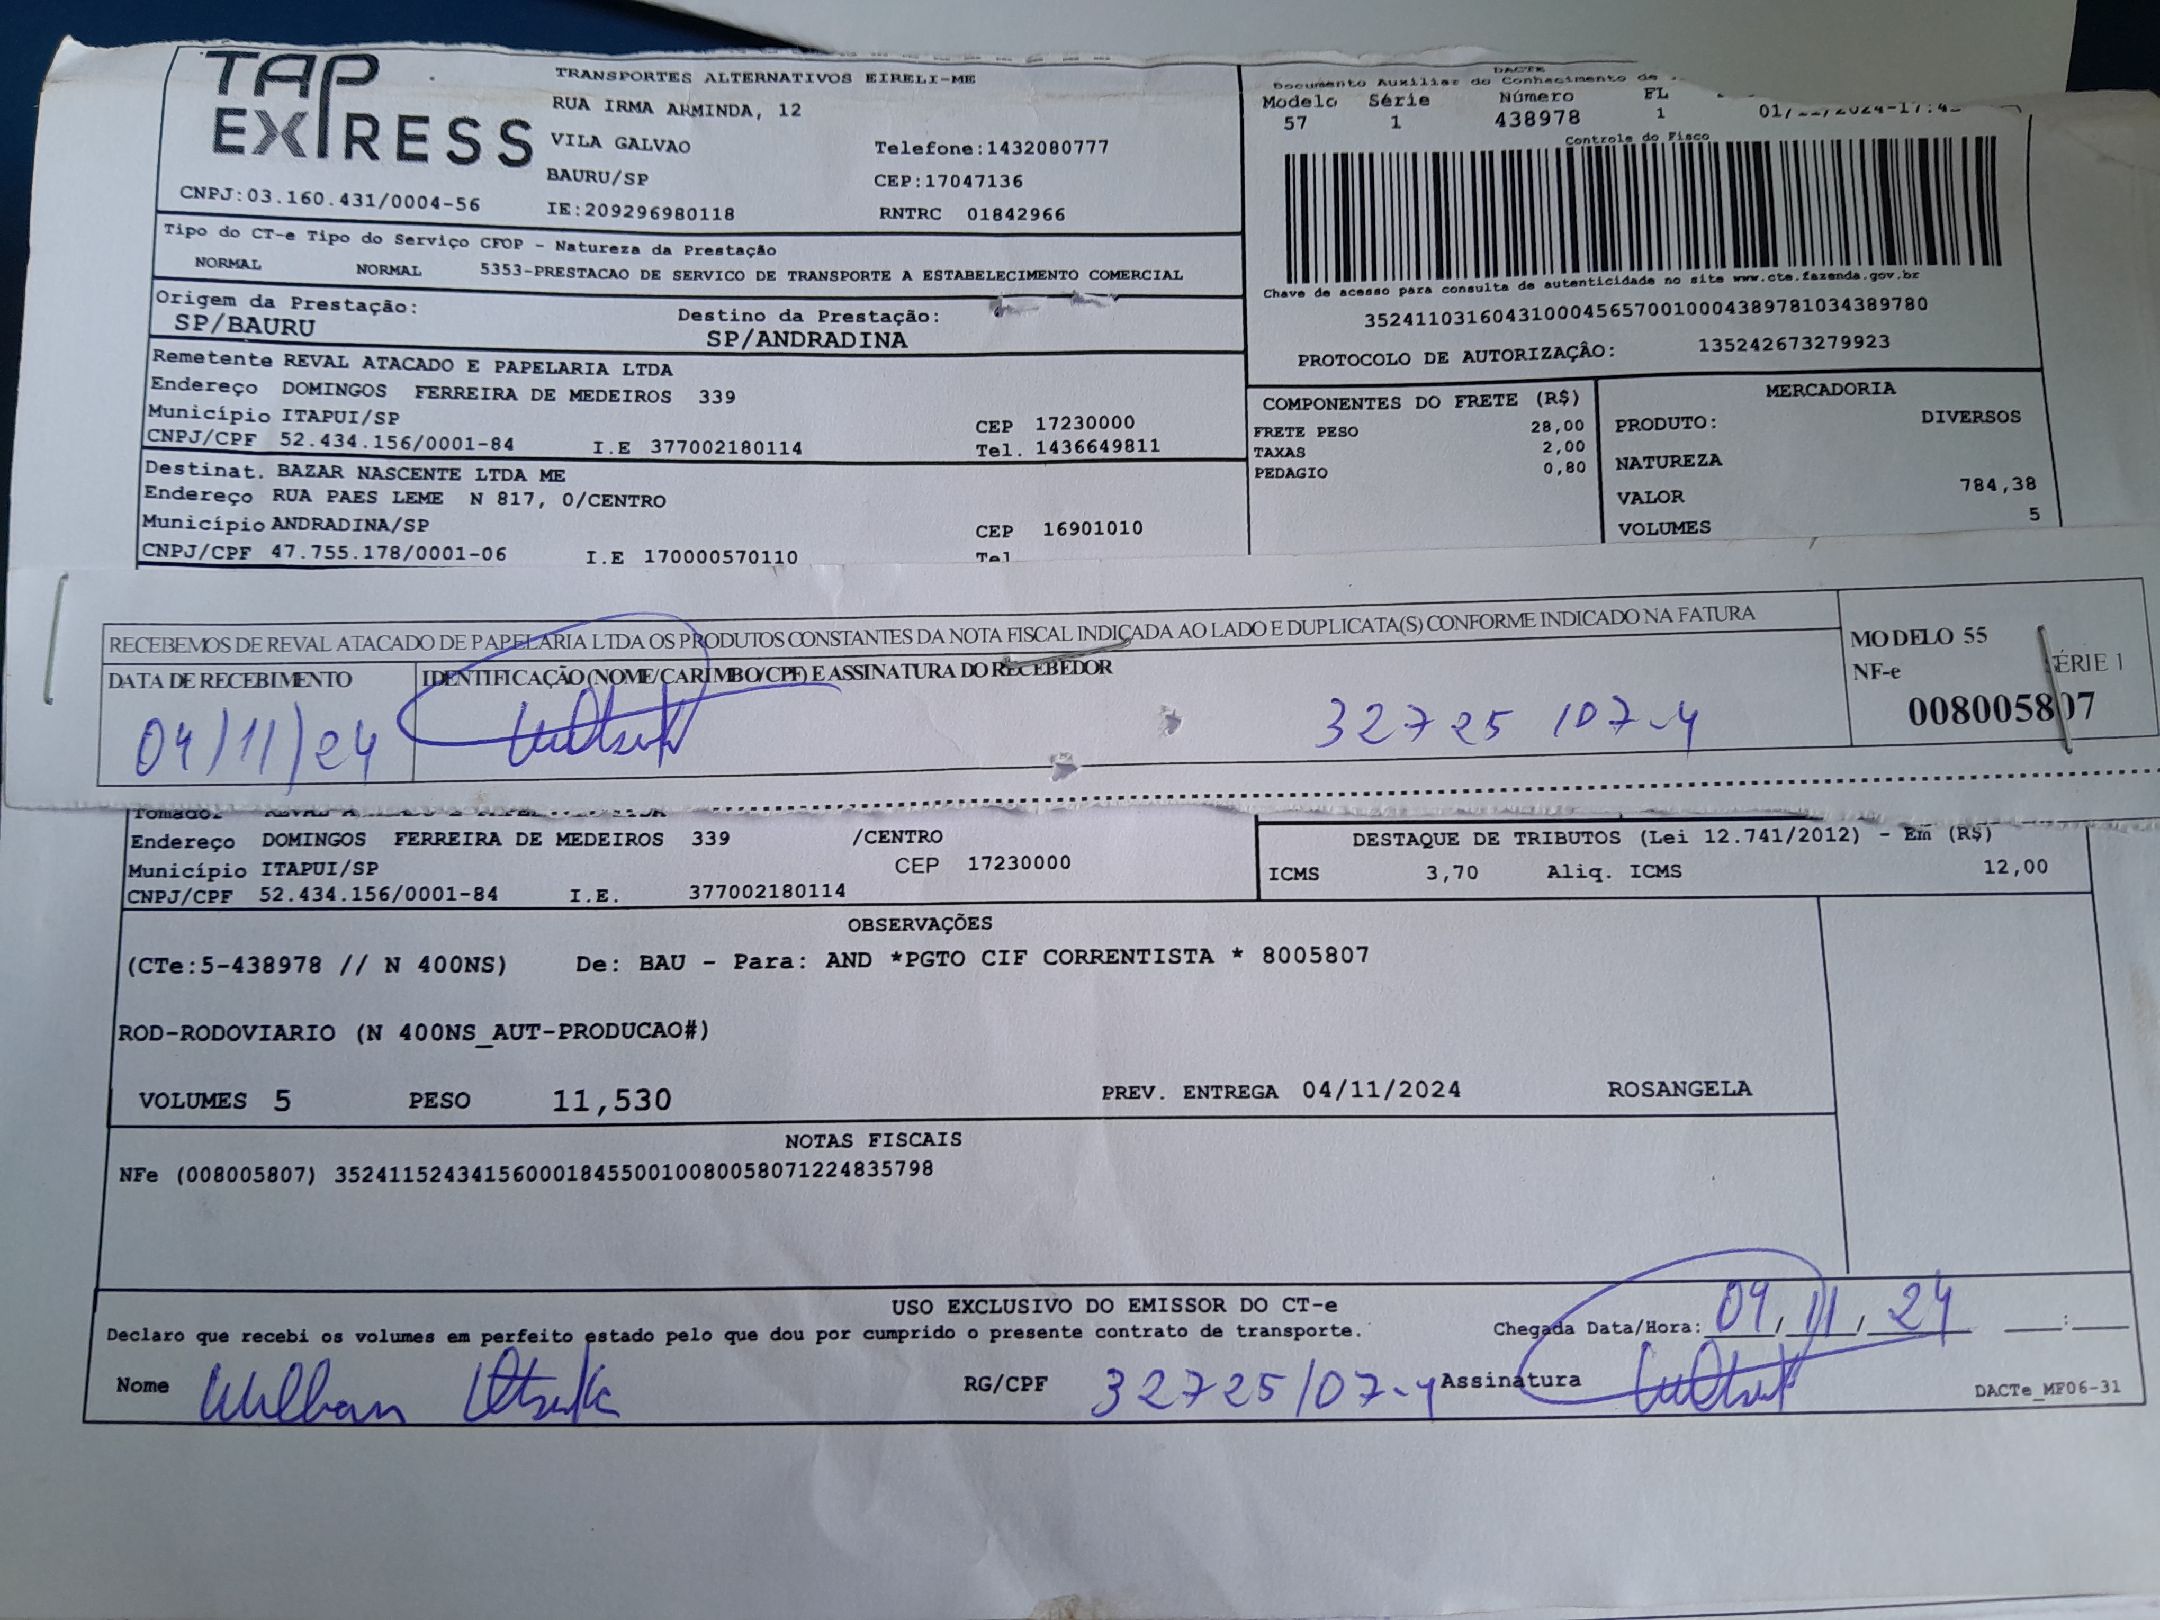 TAP EXPRESS
TRANSPORTES ALTERNATIVOS EIRELI-ME
RUA IRMA ARMINDA, 12
VILA GALVAO Telefone:1432080777
BAURU/SP CEP:17047136
CNPJ:03.160.431/0004-56 IE:209296980118 RNTRC 01842966
DACTE
Documento Auxiliar do Conhecimento de
Modelo Série Número FL
57 1 438978 1
Controle do Fisco
Chave de acesso para consulta de autenticidade no site www.cte.fazenda.gov.br
35241103160431000456570010004389781034389780
PROTOCOLO DE AUTORIZAÇÂO: 135242673279923
Tipo do CT-e Tipo do Serviço CFOP - Natureza da Prestação
NORMAL NORMAL 5353-PRESTACAO DE SERVICO DE TRANSPORTE A ESTABELECIMENTO COMERCIAL
Origem da Prestação: Destino da Prestação:
SP/BAURU SP/ANDRADINA
Remetente REVAL ATACADO E PAPELARIA LTDA
Endereço DOMINGOS FERREIRA DE MEDEIROS 339
Município ITAPUI/SP CEP 17230000
CNPJ/CPF 52.434.156/0001-84 I.E 377002180114 Tel. 1436649811
Destinat. BAZAR NASCENTE LTDA ME
Endereço RUA PAES LEME N 817, 0/CENTRO
Município ANDRADINA/SP CEP 16901010
CNPJ/CPF 47.755.178/0001-06 I.E 170000570110 Tel
COMPONENTES DO FRETE (R$)
FRETE PESO 28,00
TAXAS 2,00
PEDAGIO 0,80
MERCADORIA
PRODUTO: DIVERSOS
NATUREZA
VALOR 784,38
VOLUMES 5
RECEBEMOS DE REVAL ATACADO DE PAPELARIA LTDA OS PRODUTOS CONSTANTES DA NOTA FISCAL INDICADA AO LADO E DUPLICATA(S) CONFORME INDICADO NA FATURA
DATA DE RECEBIMENTO IDENTIFICAÇÃO (NOME/CARIMBO/CPF) E ASSINATURA DO RECEBEDOR
04/11/24 32725107-4
MODELO 55
NF-e SÉRIE 1
008005807
Tomador
Endereço DOMINGOS FERREIRA DE MEDEIROS 339 /CENTRO
Município ITAPUI/SP CEP 17230000
CNPJ/CPF 52.434.156/0001-84 I.E. 377002180114
DESTAQUE DE TRIBUTOS (Lei 12.741/2012) - Em (R$)
ICMS 3,70 Aliq. ICMS 12,00
OBSERVAÇÕES
(CTe:5-438978 // N 400NS) De: BAU - Para: AND *PGTO CIF CORRENTISTA * 8005807
ROD-RODOVIARIO (N 400NS_AUT-PRODUCAO#)
VOLUMES 5 PESO 11,530 PREV. ENTREGA 04/11/2024 ROSANGELA
NOTAS FISCAIS
NFe (008005807) 35241152434156000184550010080058071224835798
USO EXCLUSIVO DO EMISSOR DO CT-e
Declaro que recebi os volumes em perfeito estado pelo que dou por cumprido o presente contrato de transporte. Chegada Data/Hora: 04/11/24
Nome RG/CPF 32725107-4 Assinatura
DACTe_MF06-31